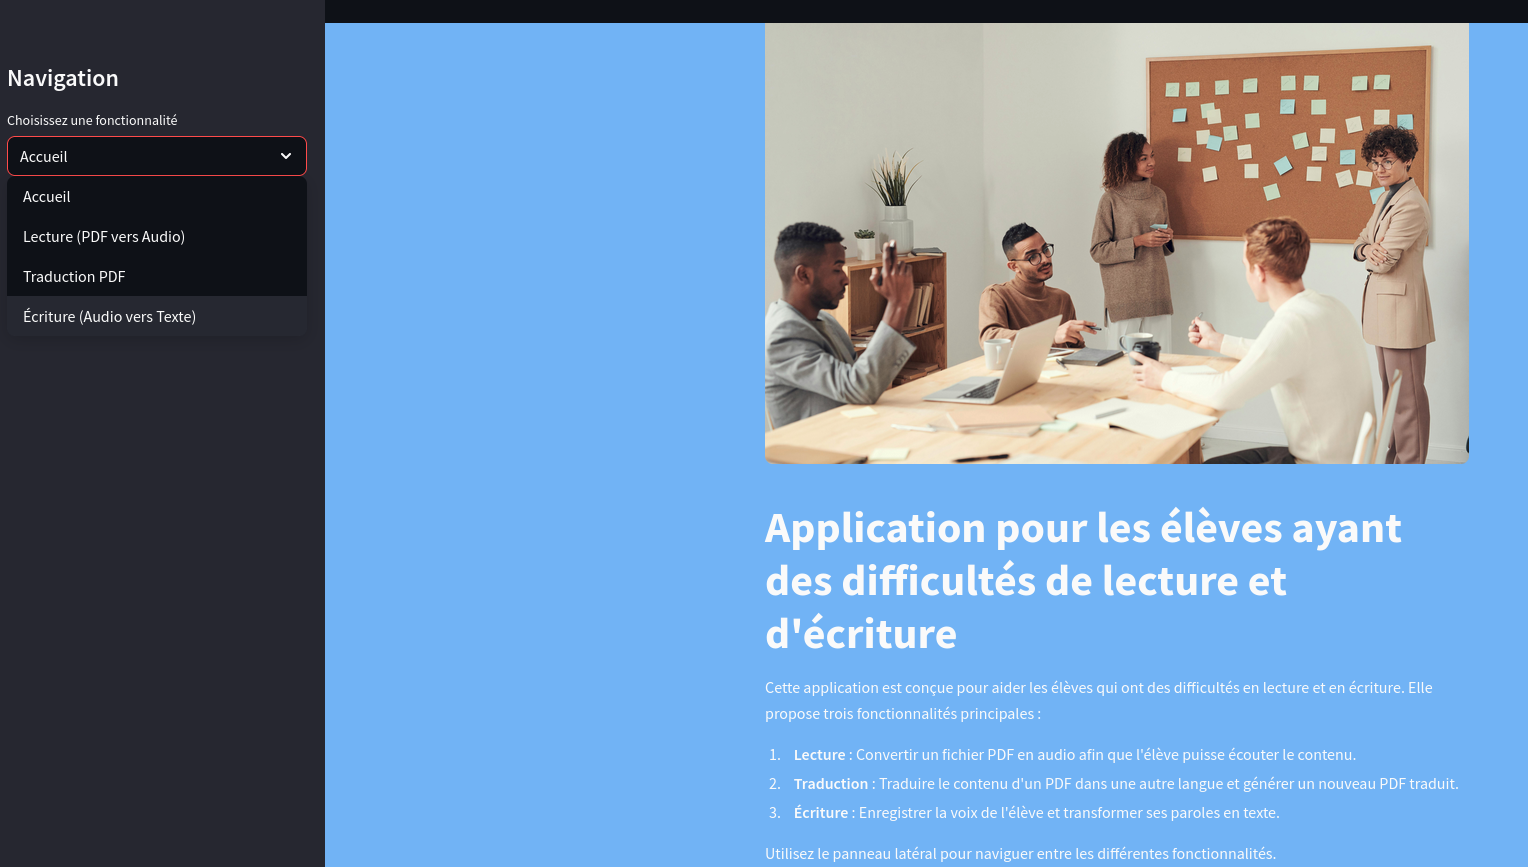 Navigation
Choisissez une fonctionnalité
Accueil
Accueil
Lecture (PDF vers Audio)
Traduction PDF
Écriture (Audio vers Texte)
Application pour les élèves ayant
des difficultés de lecture et
d'écriture
Cette application est conçue pour aider les élèves qui ont des difficultés en lecture et en écriture. Elle
propose trois fonctionnalités principales :
1. Lecture : Convertir un fichier PDF en audio afin que l'élève puisse écouter le contenu.
2. Traduction : Traduire le contenu d'un PDF dans une autre langue et générer un nouveau PDF traduit.
3. Écriture : Enregistrer la voix de l'élève et transformer ses paroles en texte.
Utilisez le panneau latéral pour naviguer entre les différentes fonctionnalités.